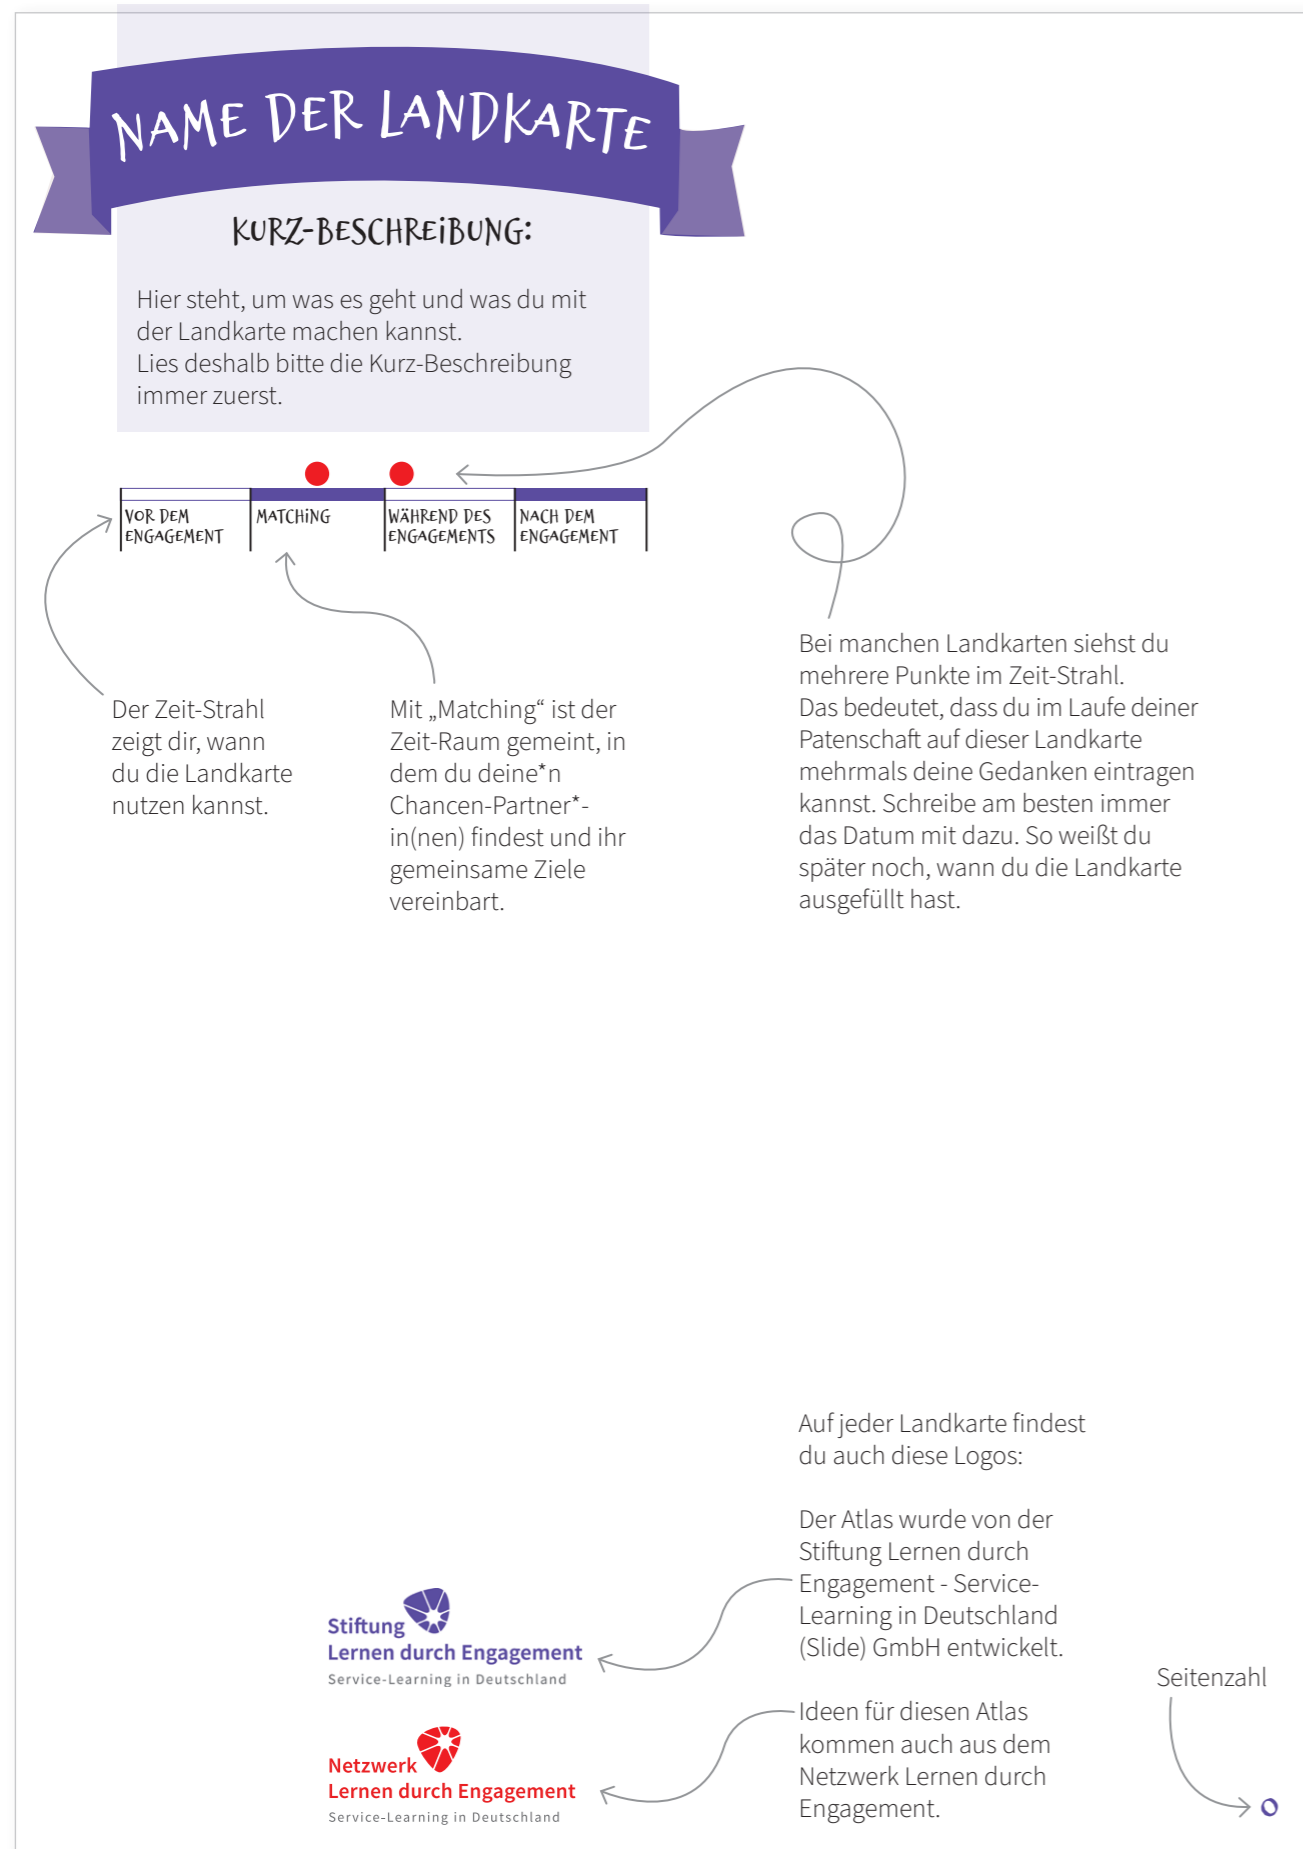 NAME DER LANDKARTE
KURZ-BESCHREiBUNG:
Hier steht, um was es geht und was du mit
der Landkarte machen kannst.
Lies deshalb bitte die Kurz-Beschreibung
immer zuerst.
VOR DEM
ENGAGEMENT
MATCHiNG
WÄHREND DES
ENGAGEMENTS
NACH DEM
ENGAGEMENT
Der Zeit-Strahl
zeigt dir, wann
du die Landkarte
nutzen kannst.
Mit „Matching“ ist der
Zeit-Raum gemeint, in
dem du deine*n
Chancen-Partner*-
in(nen) findest und ihr
gemeinsame Ziele
vereinbart.
Bei manchen Landkarten siehst du
mehrere Punkte im Zeit-Strahl.
Das bedeutet, dass du im Laufe deiner
Patenschaft auf dieser Landkarte
mehrmals deine Gedanken eintragen
kannst. Schreibe am besten immer
das Datum mit dazu. So weißt du
später noch, wann du die Landkarte
ausgefüllt hast.
Auf jeder Landkarte findest
du auch diese Logos:
Der Atlas wurde von der
Stiftung Lernen durch
Engagement - Service-
Learning in Deutschland
(Slide) GmbH entwickelt.
Stiftung
Lernen durch Engagement
Service-Learning in Deutschland
Ideen für diesen Atlas
kommen auch aus dem
Netzwerk Lernen durch
Engagement.
Netzwerk
Lernen durch Engagement
Service-Learning in Deutschland
Seitenzahl
0